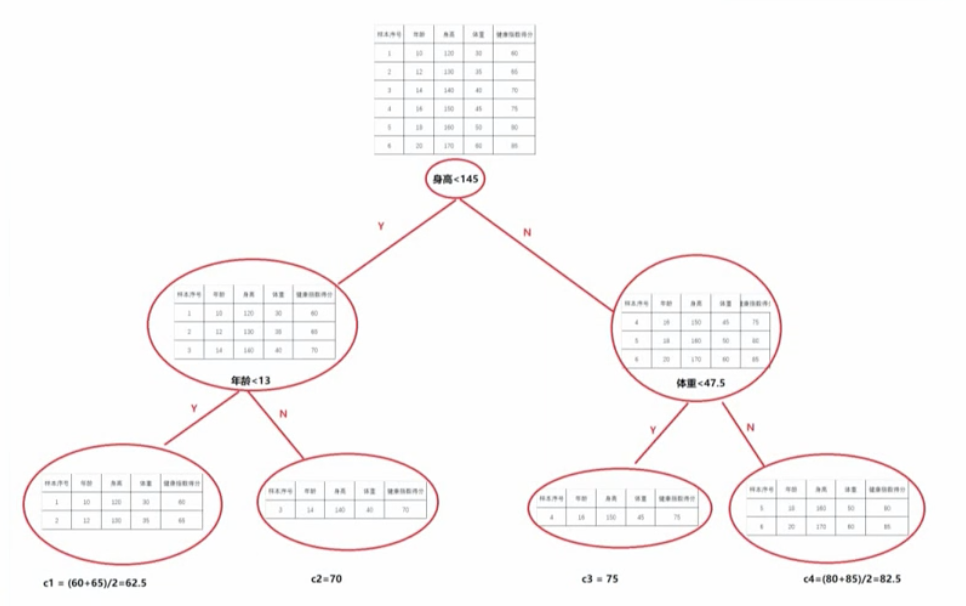 样本序号 年龄 身高 体重 健康指数得分
1 10 120 30 60
2 12 130 35 65
3 14 140 40 70
4 16 150 45 75
5 18 160 50 80
6 20 170 60 85
身高<145
Y
N
样本序号 年龄 身高 体重 健康指数得分
1 10 120 30 60
2 12 130 35 65
3 14 140 40 70
年龄<13
样本序号 年龄 身高 体重 健康指数得
4 16 150 45 75
5 18 160 50 80
6 20 170 60 85
体重<47.5
Y
N
Y
N
样本序号 年龄 身高 体重 健康指数得分
1 10 120 30 60
2 12 130 35 65
样本序号 年龄 身高 体重 健康指数得分
3 14 140 40 70
样本序号 年龄 身高 体重 健康指数得分
4 16 150 45 75
样本序号 年龄 身高 体重 健康指数得分
5 18 160 50 80
6 20 170 60 85
c1 = (60+65)/2=62.5
c2=70
c3 = 75
c4=(80+85)/2=82.5